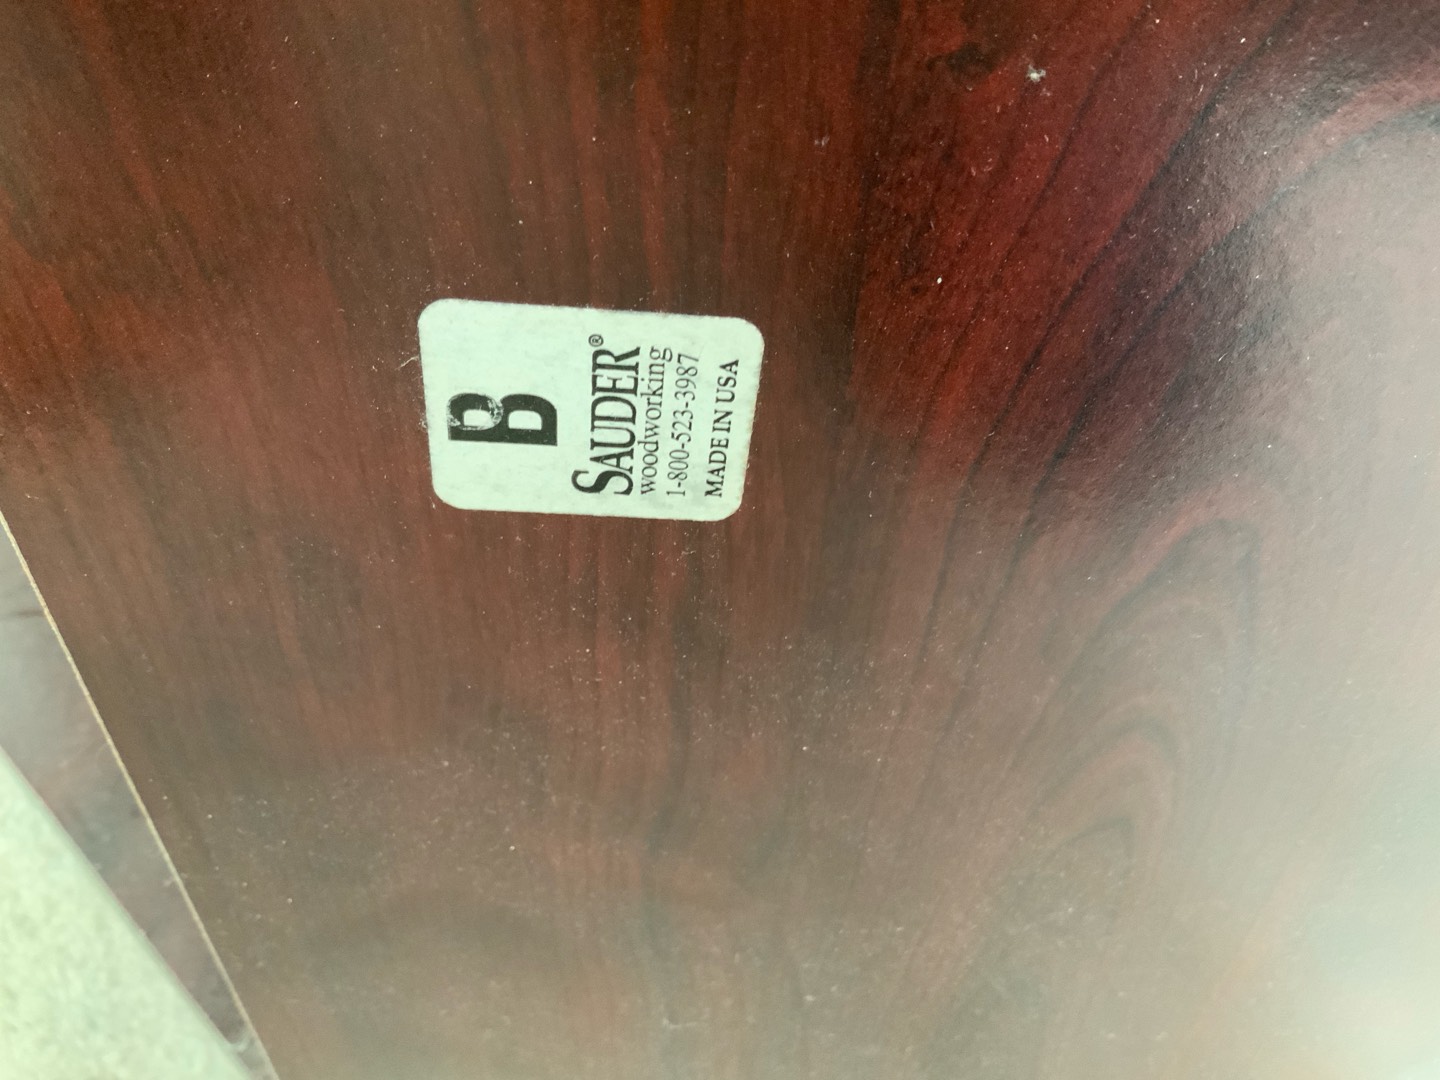 B
SAUDER®
woodworking
1-800-523-3987
MADE IN USA